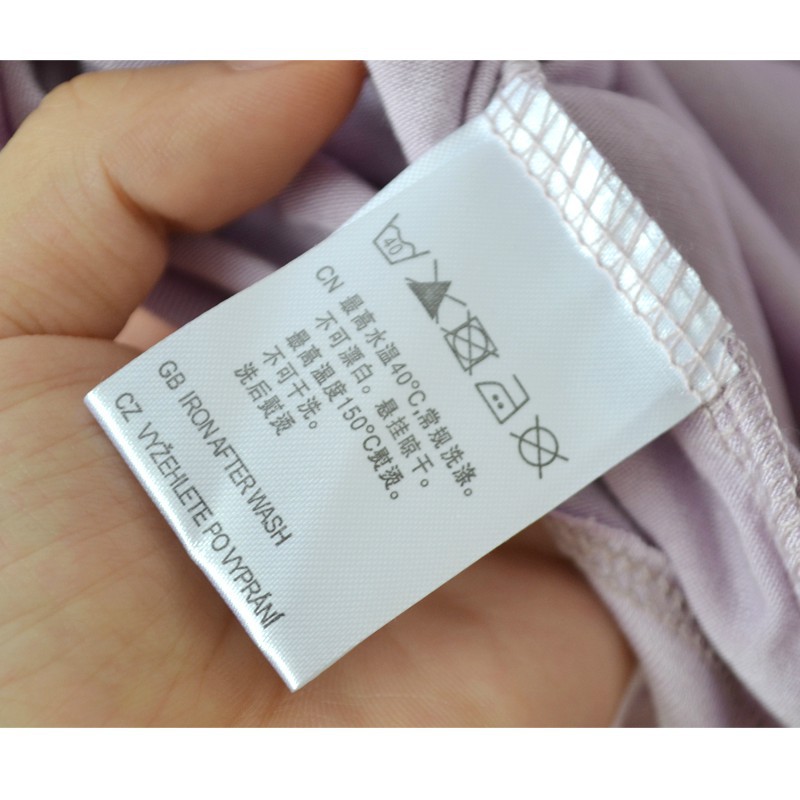 40
CN 最高水温40°C,常规洗涤。
不可漂白。悬挂晾干。
最高温度150°C熨烫。
不可干洗。
洗后熨烫
GB IRON AFTER WASH
CZ VYŽEHLETE PO VYPRÁNÍ